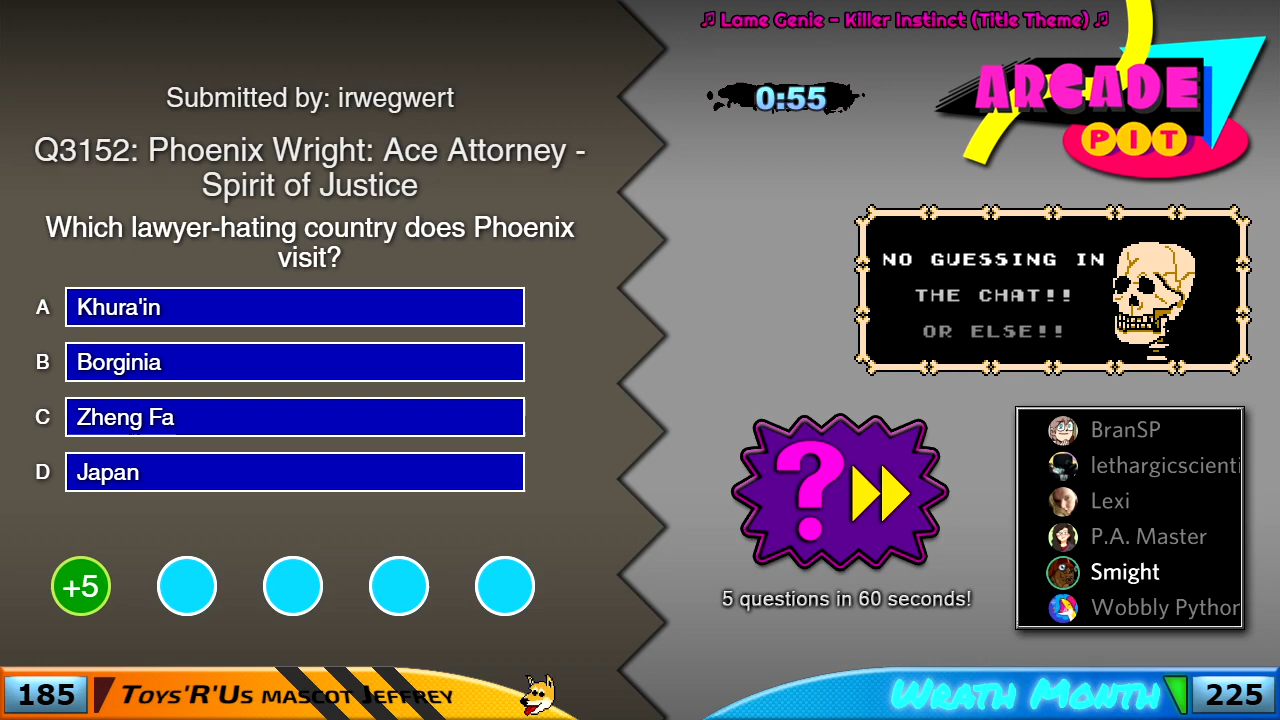 ♫ Lame Genie - Killer Instinct (Title Theme) ♫
Submitted by: irwegwert
Q3152: Phoenix Wright: Ace Attorney -
Spirit of Justice
Which lawyer-hating country does Phoenix
visit?
A Khura'in
B Borginia
C Zheng Fa
D Japan
+5
0:55
ARCADE
PIT
NO GUESSING IN
THE CHAT!!
OR ELSE!!
?
5 questions in 60 seconds!
BranSP
lethargicscienti
Lexi
P.A. Master
Smight
Wobbly Python
185 Toys'R'Us mascot Jeffrey
Wrath Month 225